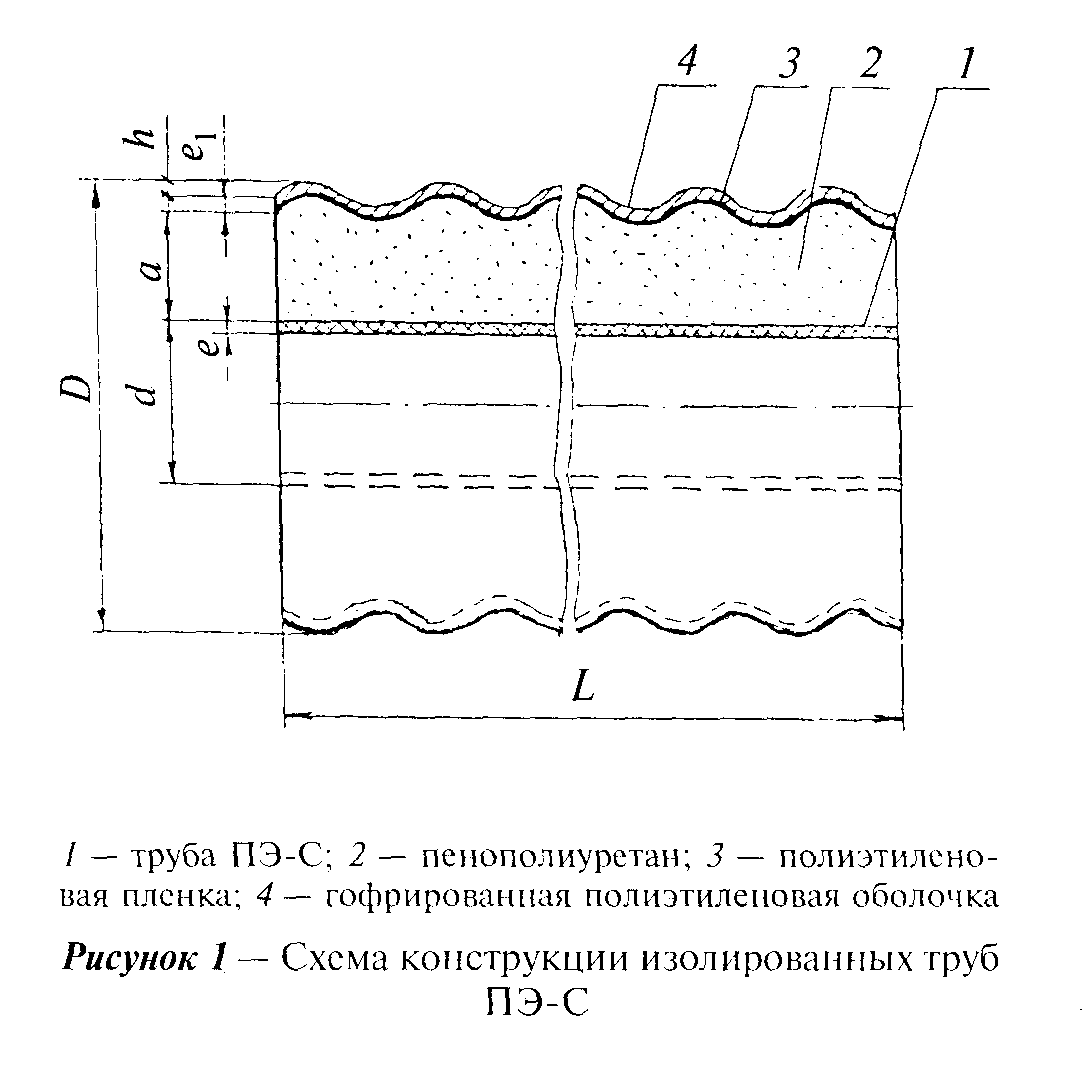 4 3 2 1
h e₁
a
e
D d
L
1 — труба ПЭ-С; 2 — пенополиуретан; 3 — полиэтилено-
вая пленка; 4 — гофрированная полиэтиленовая оболочка
Рисунок 1 — Схема конструкции изолированных труб
ПЭ-С